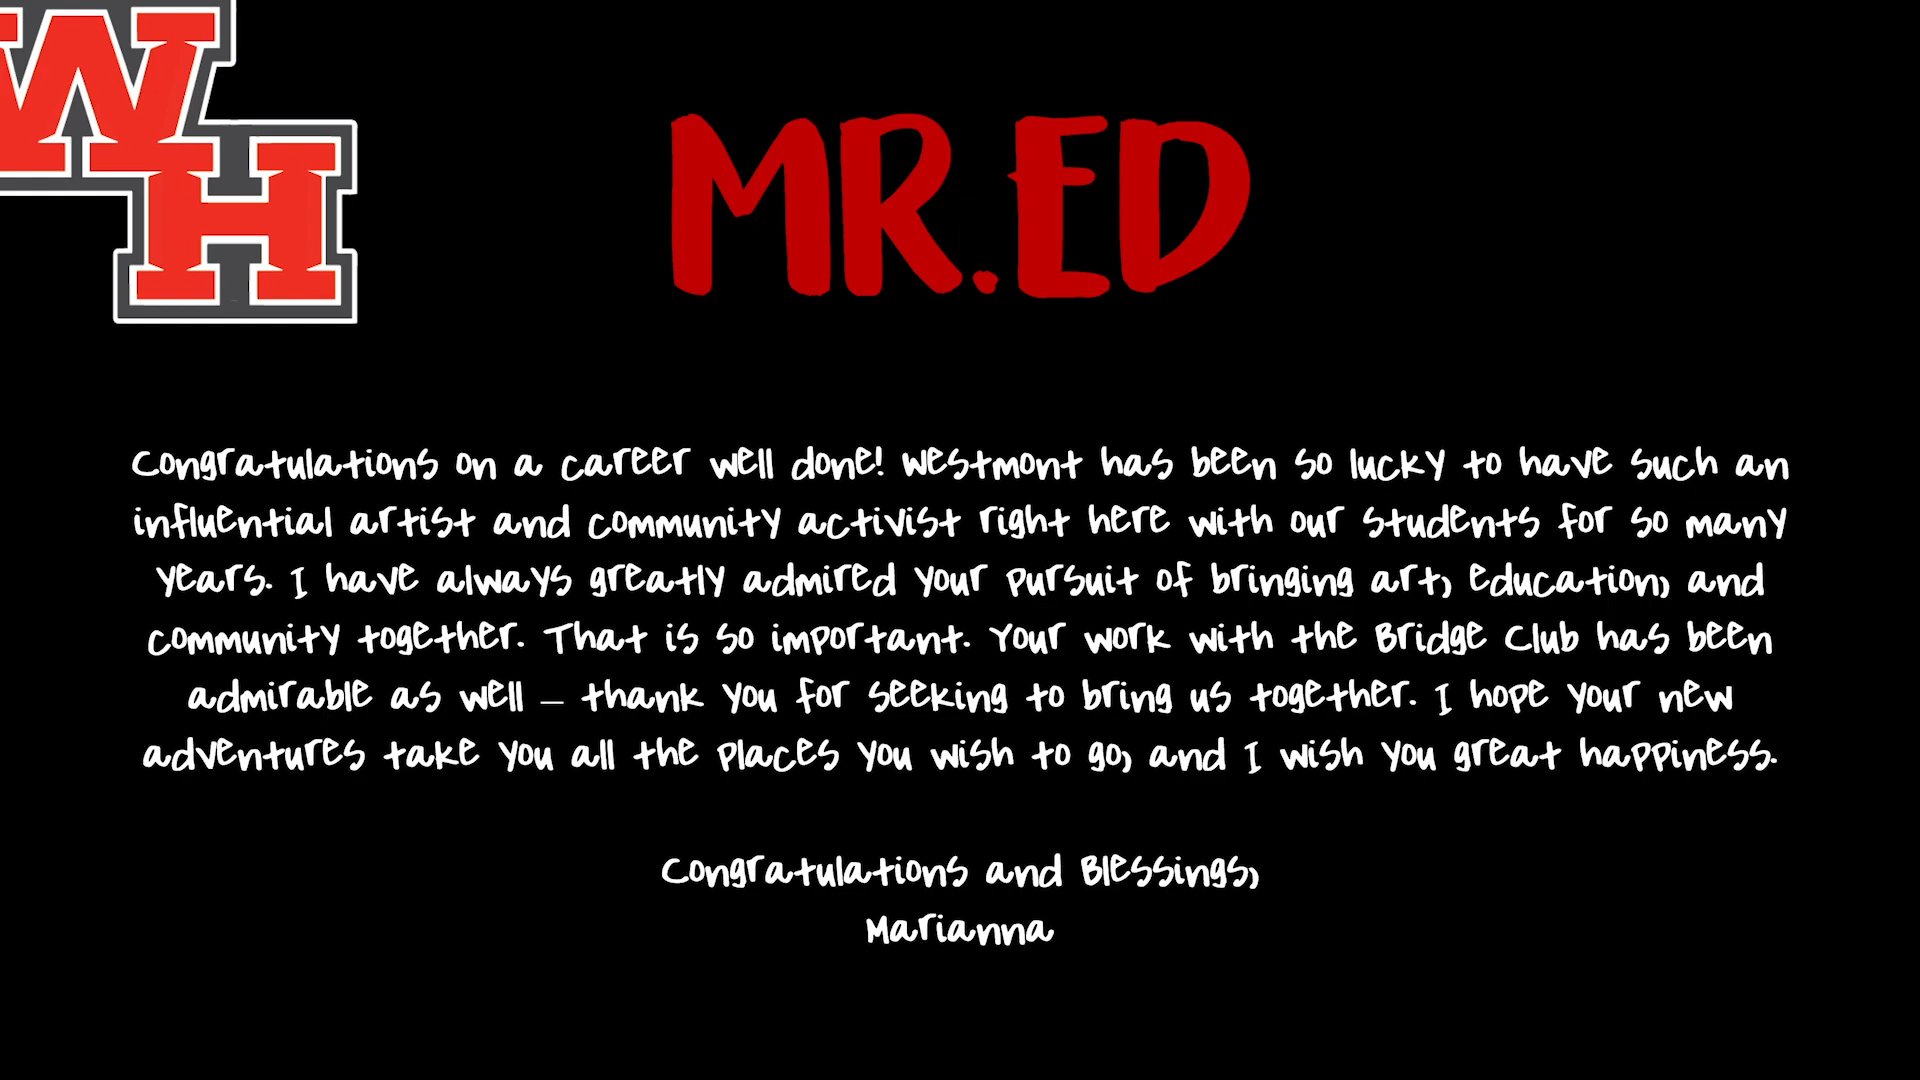 WH
MR.ED
Congratulations on a career well done! Westmont has been so lucky to have such an
influential artist and community activist right here with our students for so many
years. I have always greatly admired your pursuit of bringing art, education, and
community together. That is so important. Your work with the Bridge Club has been
admirable as well – thank you for seeking to bring us together. I hope your new
adventures take you all the places you wish to go, and I wish you great happiness.
Congratulations and Blessings,
Marianna